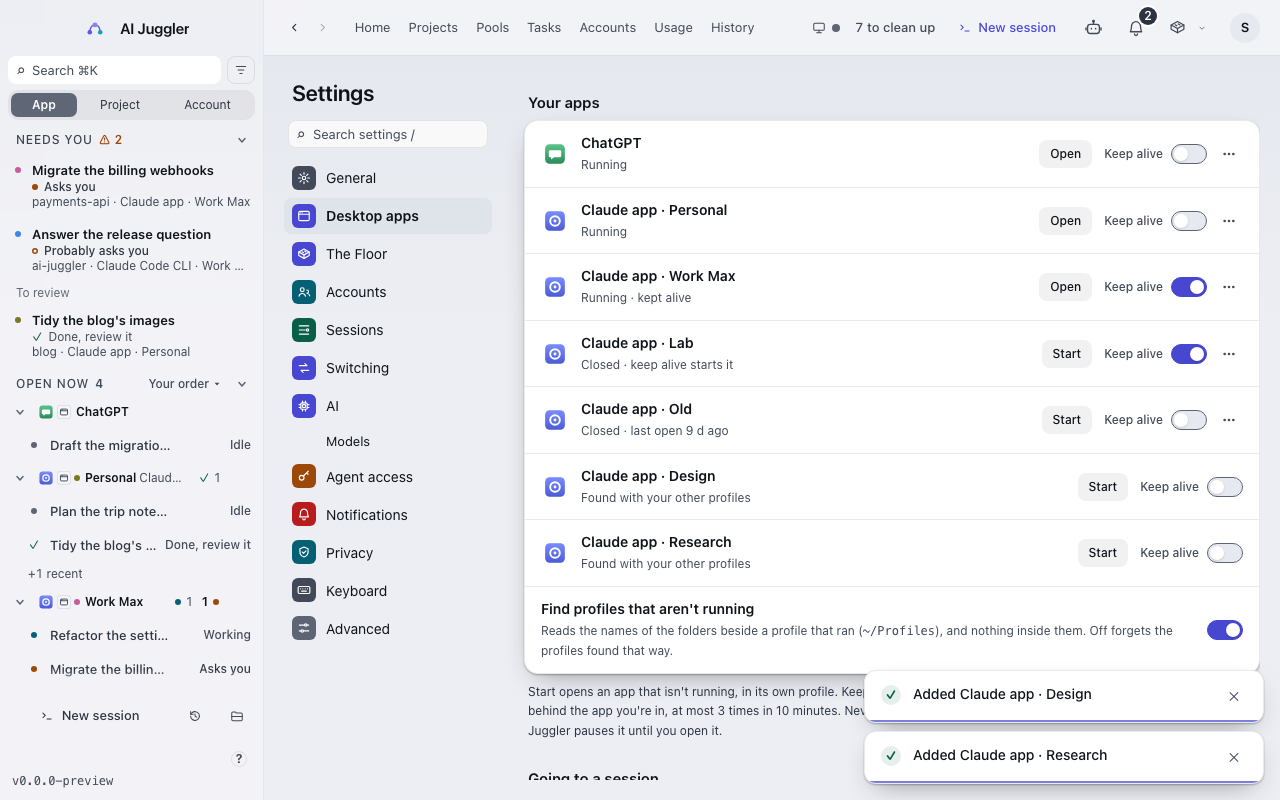 AI Juggler
Search ⌘K
App Project Account
NEEDS YOU 2
Migrate the billing webhooks
Asks you
payments-api · Claude app · Work Max
Answer the release question
Probably asks you
ai-juggler · Claude Code CLI · Work ...
To review
Tidy the blog's images
Done, review it
blog · Claude app · Personal
OPEN NOW 4 Your order
ChatGPT
Draft the migratio... Idle
Personal Claud... 1
Plan the trip note... Idle
Tidy the blog's ... Done, review it
+1 recent
Work Max 1 1
Refactor the setti... Working
Migrate the billin... Asks you
New session
?
v0.0.0-preview
Home Projects Pools Tasks Accounts Usage History
7 to clean up
New session
2
S
Settings
Search settings /
General
Desktop apps
The Floor
Accounts
Sessions
Switching
AI
Models
Agent access
Notifications
Privacy
Keyboard
Advanced
Your apps
ChatGPT
Running
Open Keep alive
Claude app · Personal
Running
Open Keep alive
Claude app · Work Max
Running · kept alive
Open Keep alive
Claude app · Lab
Closed · keep alive starts it
Start Keep alive
Claude app · Old
Closed · last open 9 d ago
Start Keep alive
Claude app · Design
Found with your other profiles
Start Keep alive
Claude app · Research
Found with your other profiles
Start Keep alive
Find profiles that aren't running
Reads the names of the folders beside a profile that ran (~/Profiles), and nothing inside them. Off forgets the
profiles found that way.
Start opens an app that isn't running, in its own profile.
behind the app you're in, at most 3 times in 10 minutes.
Juggler pauses it until you open it.
Going to a session
Added Claude app · Design
Added Claude app · Research